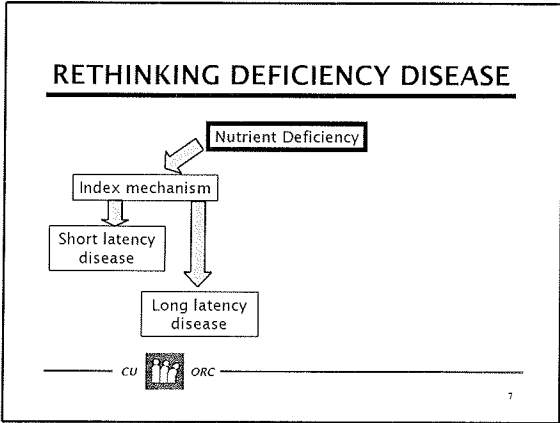 RETHINKING DEFICIENCY DISEASE
Nutrient Deficiency
Index mechanism
Short latency
disease
Long latency
disease
CU ORC
7